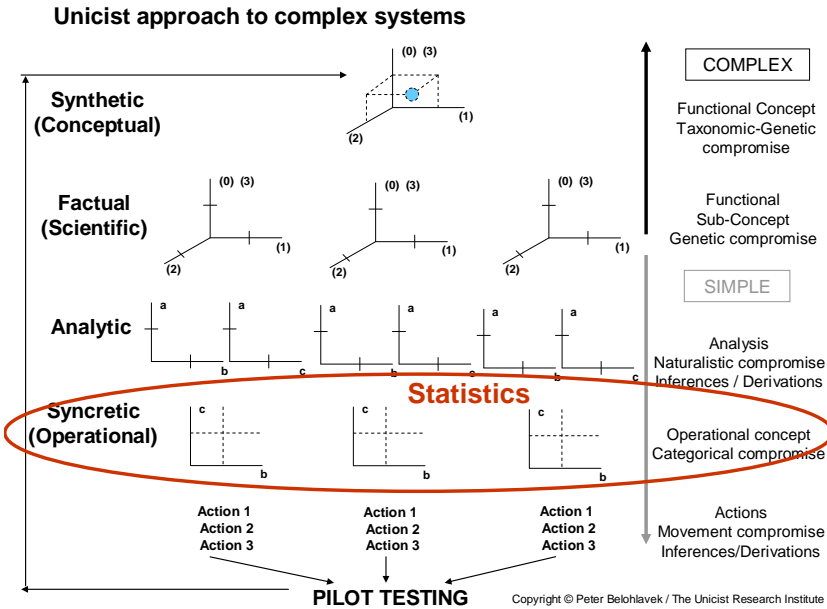 Unicist approach to complex systems
(0) (3)
(1)
(2)
Synthetic
(Conceptual)
COMPLEX
Functional Concept
Taxonomic-Genetic
compromise
Factual
(Scientific)
(0) (3)
(1)
(2)
(0) (3)
(1)
(2)
(0) (3)
(1)
(2)
Functional
Sub-Concept
Genetic compromise
SIMPLE
Analytic
a
b
a
c
a
b
a
c
a
b
a
c
Analysis
Naturalistic compromise
Inferences / Derivations
Statistics
Syncretic
(Operational)
c
b
c
b
c
b
Operational concept
Categorical compromise
Action 1
Action 2
Action 3
Action 1
Action 2
Action 3
Action 1
Action 2
Action 3
Actions
Movement compromise
Inferences/Derivations
PILOT TESTING
Copyright © Peter Belohlavek / The Unicist Research Institute